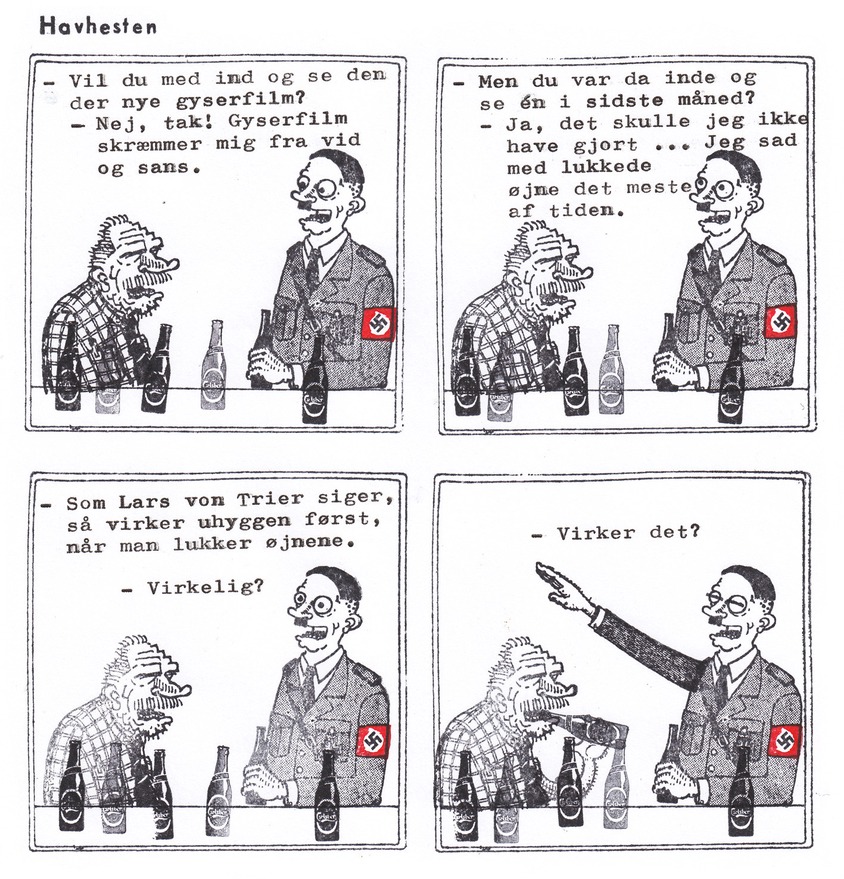 Havhesten
- Vil du med ind og se den
der nye gyserfilm?
- Nej, tak! Gyserfilm
skræmmer mig fra vid
og sans.
- Men du var da inde og
se én i sidste måned?
- Ja, det skulle jeg ikke
have gjort ... Jeg sad
med lukkede
øjne det meste
af tiden.
- Som Lars von Trier siger,
så virker uhyggen først,
når man lukker øjnene.
- Virkelig?
- Virker det?